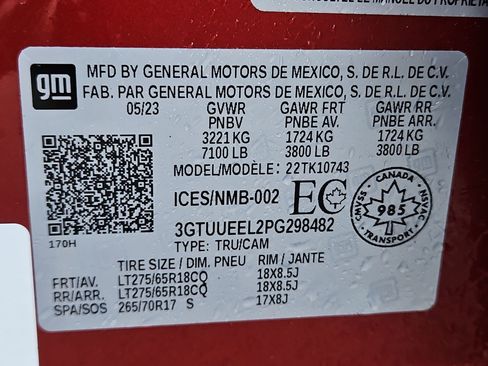 gm
MFD BY GENERAL MOTORS DE MEXICO, S. DE R.L. DE C.V.
FAB. PAR GENERAL MOTORS DE MEXICO, S. DE R.L. DE C.V.
05/23 GVWR GAWR FRT GAWR RR
PNBV PNBE AV. PNBE ARR.
3221 KG 1724 KG 1724 KG
7100 LB 3800 LB 3800 LB
MODEL/MODÈLE: 22TK10743
ICES/NMB-002 EC
CANADA
CMVSS NSVAC
985
TRANSPORT
3GTUUEEL2PG298482
170H
TYPE: TRU/CAM
TIRE SIZE / DIM. PNEU RIM / JANTE
FRT/AV. LT275/65R18CQ 18X8.5J
RR/ARR. LT275/65R18CQ 18X8.5J
SPA/SOS 265/70R17 S 17X8J